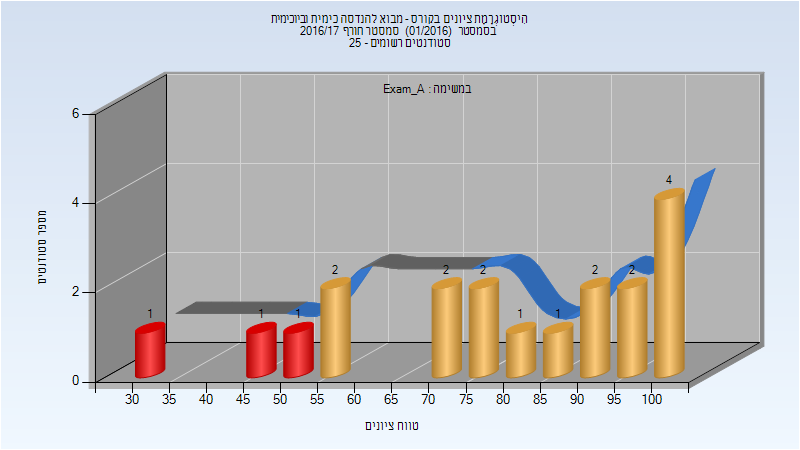 הִיסְטוֹגְרָמַת ציונים בקורס - מבוא להנדסה כימית וביוכימית
בסמסטר (01/2016) סמסטר חורף 2016/17
סטודנטים רשומים - 25
במשימה : Exam_A
6
4
2
0
מספר סטודנטים
1
1
1
2
2
2
1
1
2
2
4
30 35 40 45 50 55 60 65 70 75 80 85 90 95 100
טווח ציונים